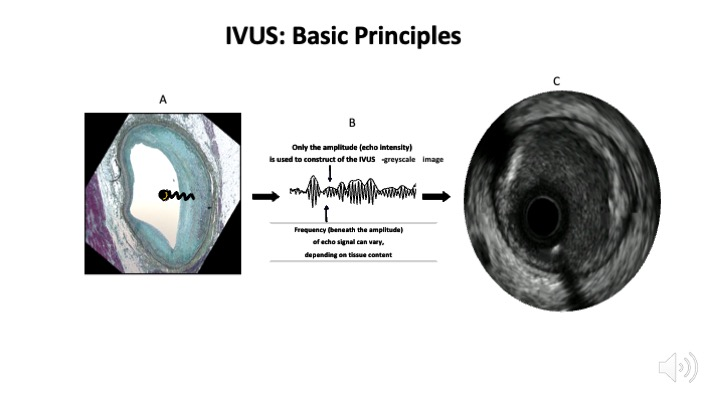 IVUS: Basic Principles
A
B
C
Only the amplitude (echo intensity)
is used to construct of the IVUS -greyscale image
Frequency (beneath the amplitude)
of echo signal can vary,
depending on tissue content